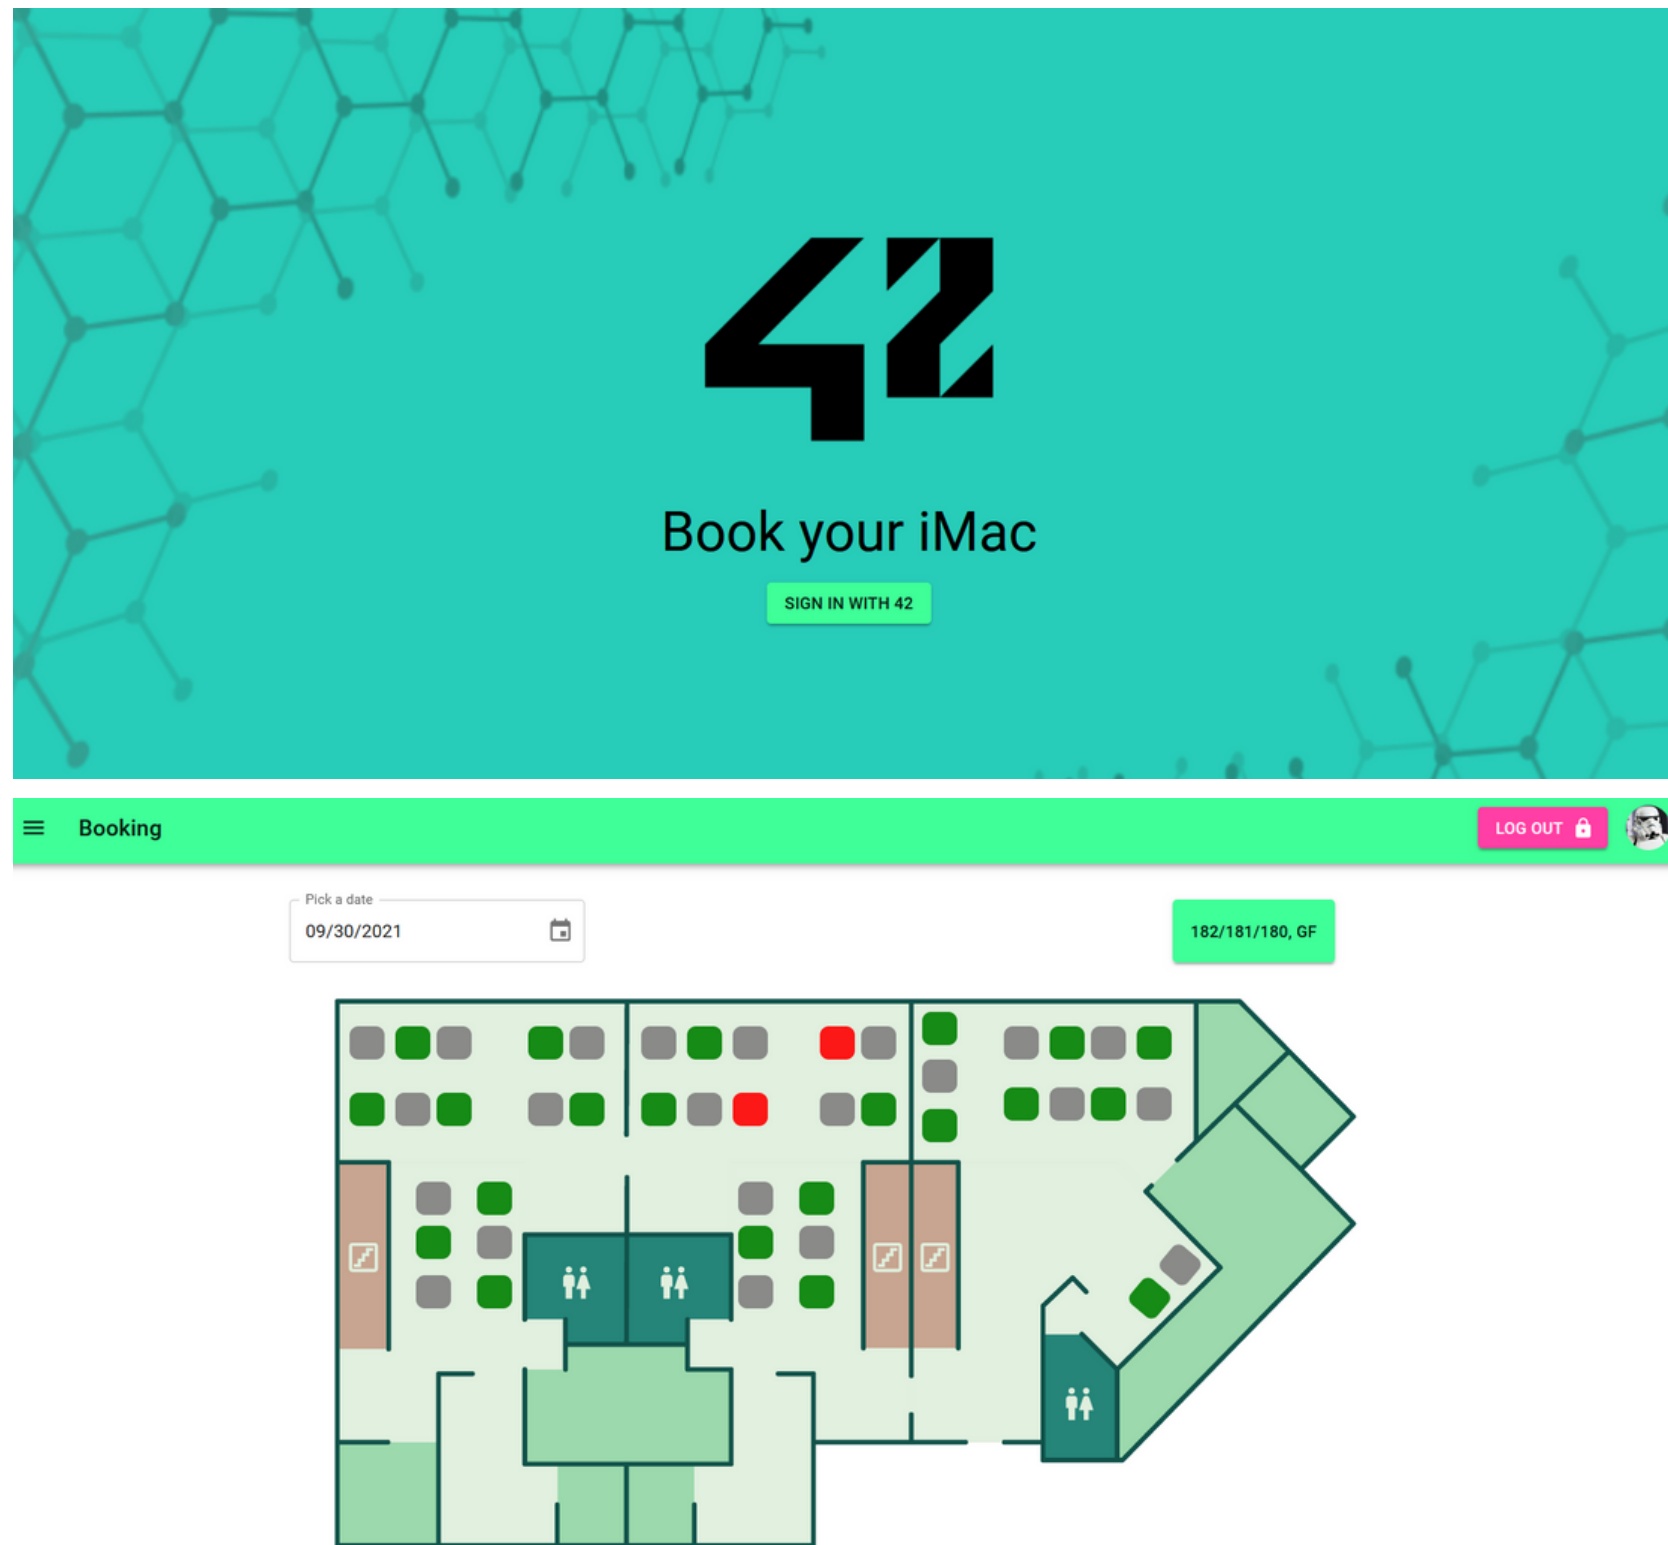 42
Book your iMac
SIGN IN WITH 42
Booking
LOG OUT
Pick a date
09/30/2021
182/181/180, GF